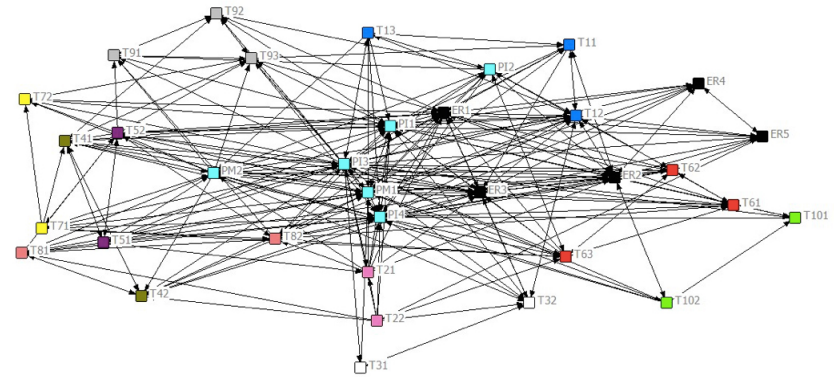 T92
T13
T11
T91
T93
PI2
ER4
T72
ER1
T12
PI1
T52
ER5
T41
PI3
T62
PM2
ER2
PM1
ER3
T61
PI4
T101
T71
T82
T51
T81
T63
T21
T42
T32
T102
T22
T31